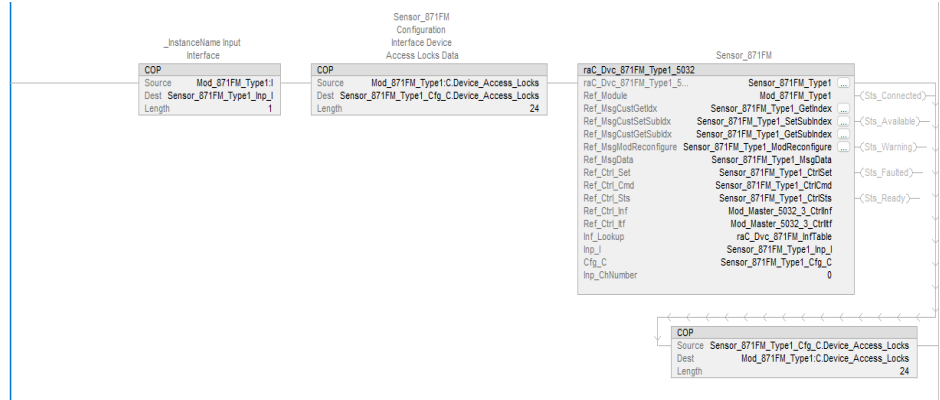 Sensor_871FM
Configuration
Interface Device
Access Locks Data
_InstanceName Input
Interface
Sensor_871FM
COP
Source Mod_871FM_Type1:I
Dest Sensor_871FM_Type1_Inp_I
Length 1
COP
Source Mod_871FM_Type1:C.Device_Access_Locks
Dest Sensor_871FM_Type1_Cfg_C.Device_Access_Locks
Length 24
raC_Dvc_871FM_Type1_5032
raC_Dvc_871FM_Type1_5... Sensor_871FM_Type1 ...
Ref_Module Mod_871FM_Type1
Ref_MsgCustGetIdx Sensor_871FM_Type1_GetIndex ...
Ref_MsgCustSetSubIdx Sensor_871FM_Type1_SetSubIndex ...
Ref_MsgCustGetSubIdx Sensor_871FM_Type1_GetSubIndex ...
Ref_MsgModReconfigure Sensor_871FM_Type1_ModReconfigure ...
Ref_MsgData Sensor_871FM_Type1_MsgData
Ref_Ctrl_Set Sensor_871FM_Type1_CtrlSet
Ref_Ctrl_Cmd Sensor_871FM_Type1_CtrlCmd
Ref_Ctrl_Sts Sensor_871FM_Type1_CtrlSts
Ref_Ctrl_Inf Mod_Master_5032_3_CtrlInf
Ref_Ctrl_Itf Mod_Master_5032_3_CtrlItf
Inf_Lookup raC_Dvc_871FM_InfTable
Inp_I Sensor_871FM_Type1_Inp_I
Cfg_C Sensor_871FM_Type1_Cfg_C
Inp_ChNumber 0
(Sts_Connected)
(Sts_Available)
(Sts_Warning)
(Sts_Faulted)
(Sts_Ready)
COP
Source Sensor_871FM_Type1_Cfg_C.Device_Access_Locks
Dest Mod_871FM_Type1:C.Device_Access_Locks
Length 24